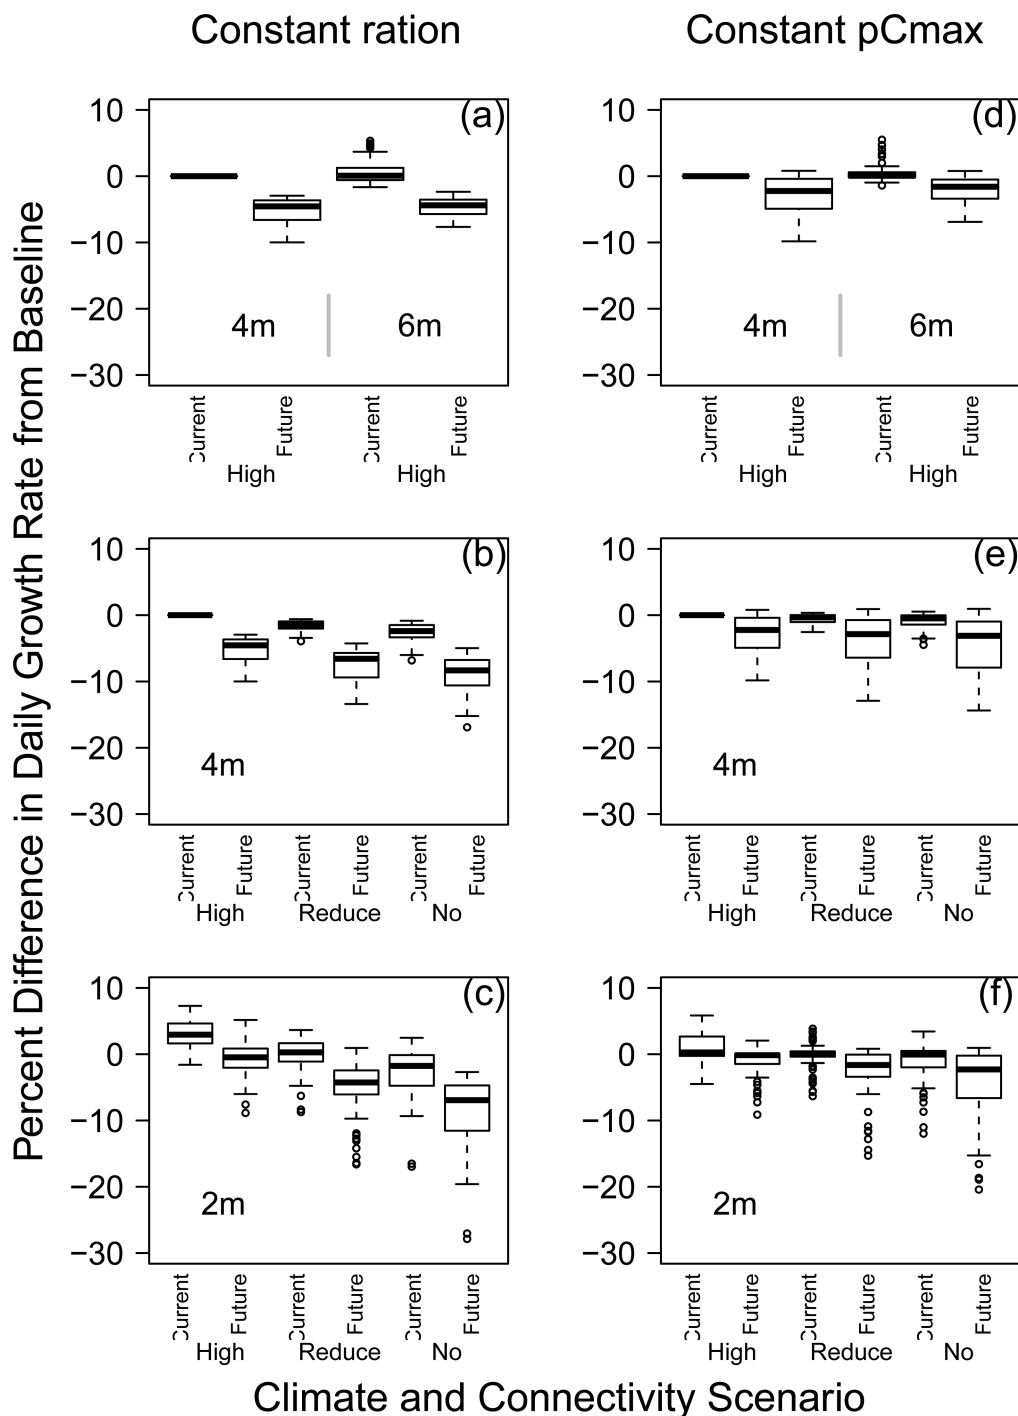 Constant ration
Constant pCmax
Percent Difference in Daily Growth Rate from Baseline
(a)
10
0
−10
−20
−30
4m
6m
Current
Future
Current
Future
High
High
(d)
10
0
−10
−20
−30
4m
6m
Current
Future
Current
Future
High
High
(b)
10
0
−10
−20
−30
4m
Current
Future
Current
Future
Current
Future
High
Reduce
No
(e)
10
0
−10
−20
−30
4m
Current
Future
Current
Future
Current
Future
High
Reduce
No
(c)
10
0
−10
−20
−30
2m
Current
Future
Current
Future
Current
Future
High
Reduce
No
(f)
10
0
−10
−20
−30
2m
Current
Future
Current
Future
Current
Future
High
Reduce
No
Climate and Connectivity Scenario